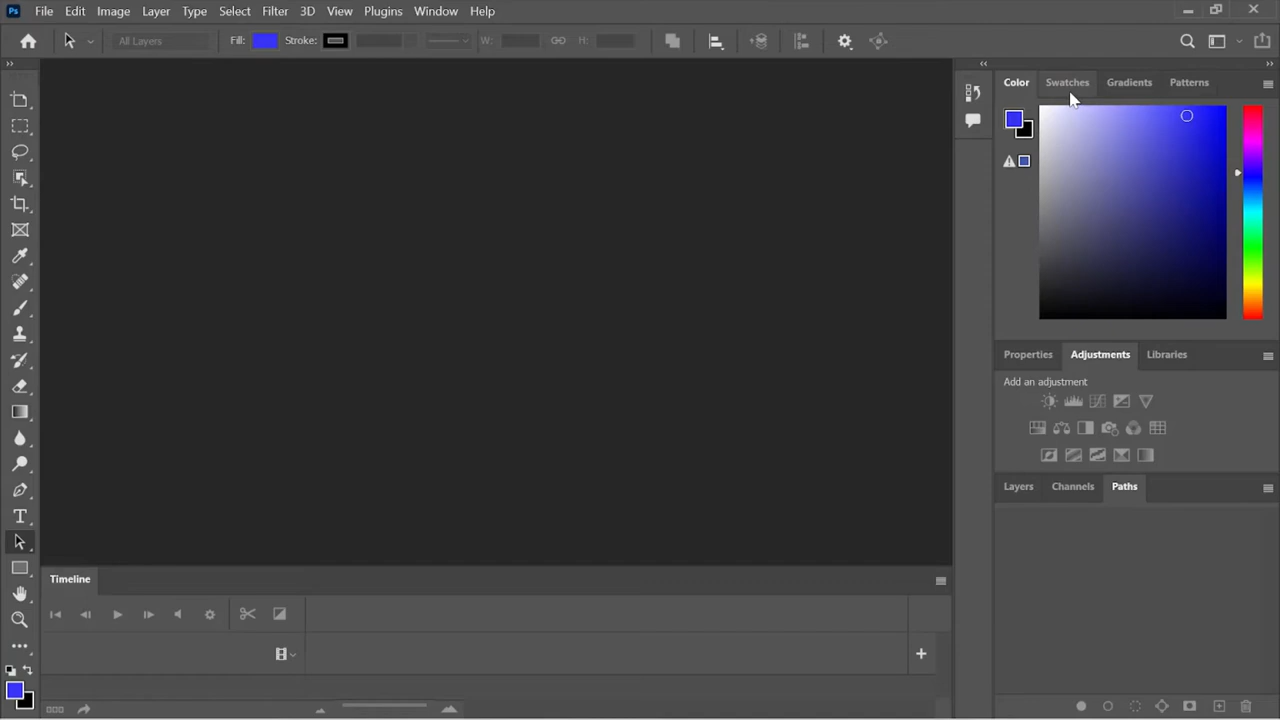 Ps File Edit Image Layer Type Select Filter 3D View Plugins Window Help
All Layers Fill: Stroke: W: H:
Color Swatches Gradients Patterns
Properties Adjustments Libraries
Add an adjustment
Layers Channels Paths
Timeline
T